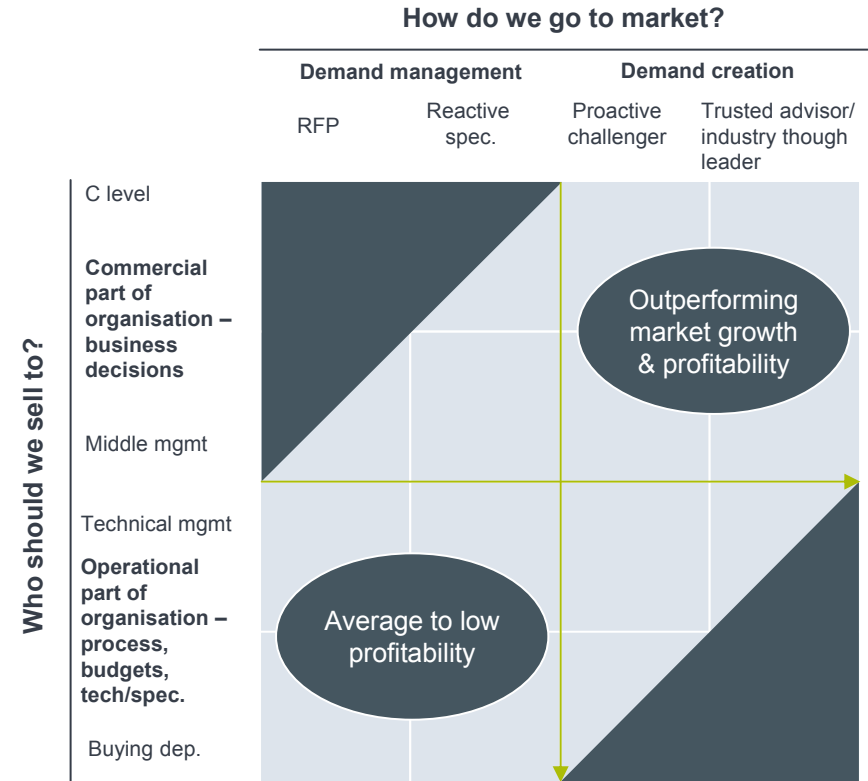 How do we go to market?
Demand management
Demand creation
RFP
Reactive
spec.
Proactive
challenger
Trusted advisor/
industry though
leader
Who should we sell to?
C level
Commercial
part of
organisation –
business
decisions
Middle mgmt
Technical mgmt
Operational
part of
organisation –
process,
budgets,
tech/spec.
Buying dep.
Outperforming
market growth
& profitability
Average to low
profitability